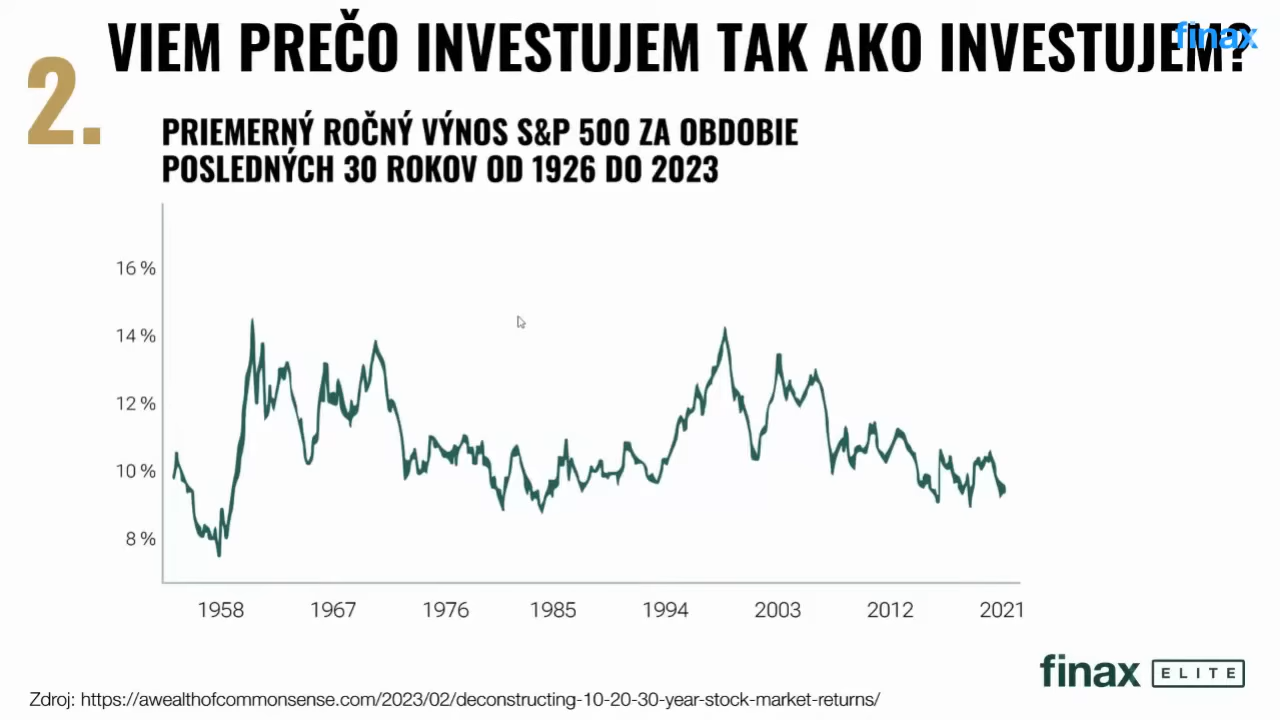 VIEM PREČO INVESTUJEM TAK AKO INVESTUJEM?
finax
2.
PRIEMERNÝ ROČNÝ VÝNOS S&P 500 ZA OBDOBIE
POSLEDNÝCH 30 ROKOV OD 1926 DO 2023
16 %
14 %
12 %
10 %
8 %
1958 1967 1976 1985 1994 2003 2012 2021
finax ELITE
Zdroj: https://awealthofcommonsense.com/2023/02/deconstructing-10-20-30-year-stock-market-returns/